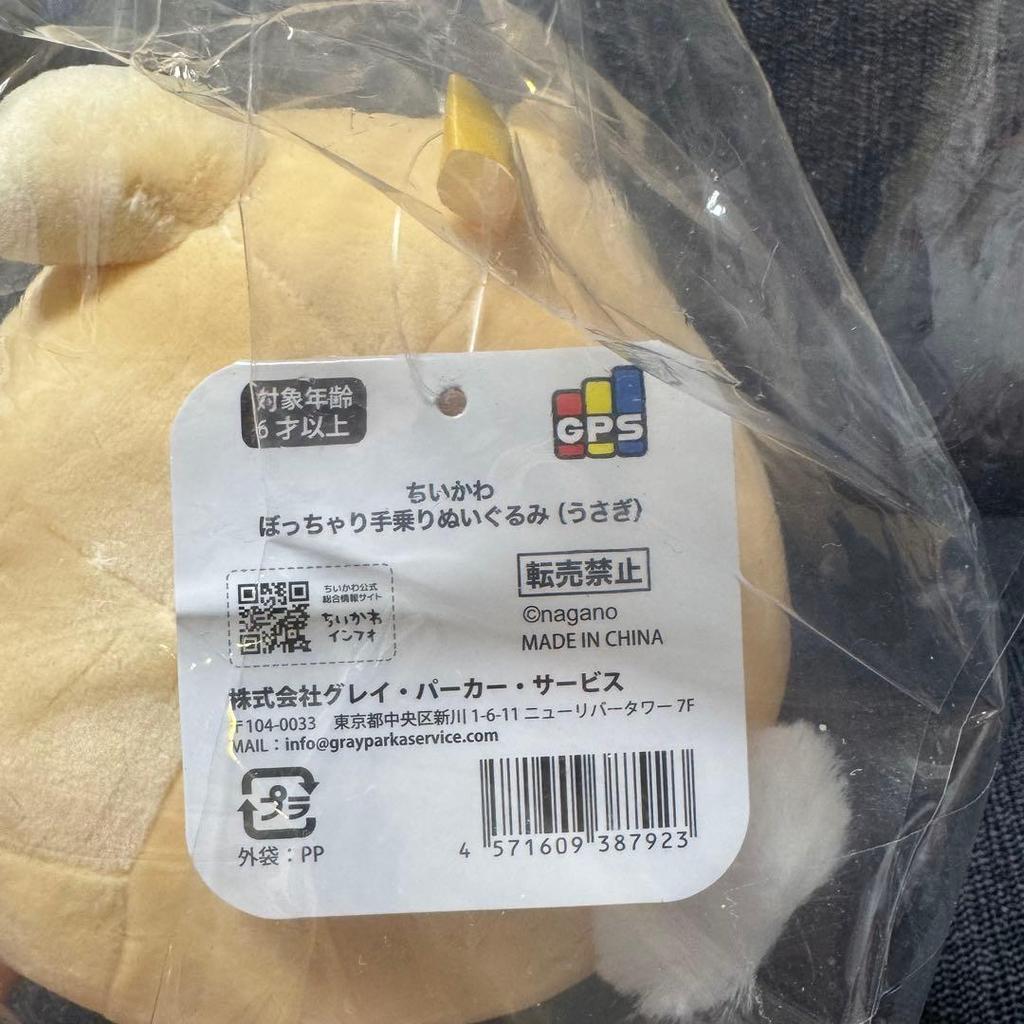 対象年齢
6才以上
GPS
ちいかわ
ぽっちゃり手乗りぬいぐるみ(うさぎ)
転売禁止
ちいかわ公式
総合情報サイト
ちいかわ
インフォ
©nagano
MADE IN CHINA
株式会社グレイ・パーカー・サービス
〒104-0033 東京都中央区新川1-6-11 ニューリバータワー 7F
MAIL:info@grayparkaservice.com
プラ
外袋:PP
4 571609 387923